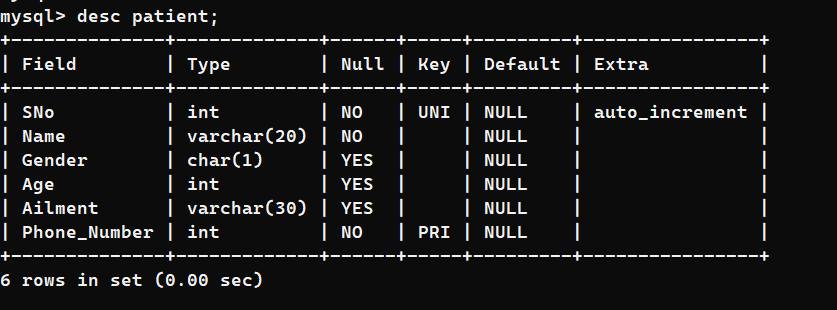 mysql> desc patient;
+--------------+-------------+------+-----+---------+----------------+
| Field        | Type        | Null | Key | Default | Extra          |
+--------------+-------------+------+-----+---------+----------------+
| SNo          | int         | NO   | UNI | NULL    | auto_increment |
| Name         | varchar(20) | NO   |     | NULL    |                |
| Gender       | char(1)     | YES  |     | NULL    |                |
| Age          | int         | YES  |     | NULL    |                |
| Ailment      | varchar(30) | YES  |     | NULL    |                |
| Phone_Number | int         | NO   | PRI | NULL    |                |
+--------------+-------------+------+-----+---------+----------------+
6 rows in set (0.00 sec)